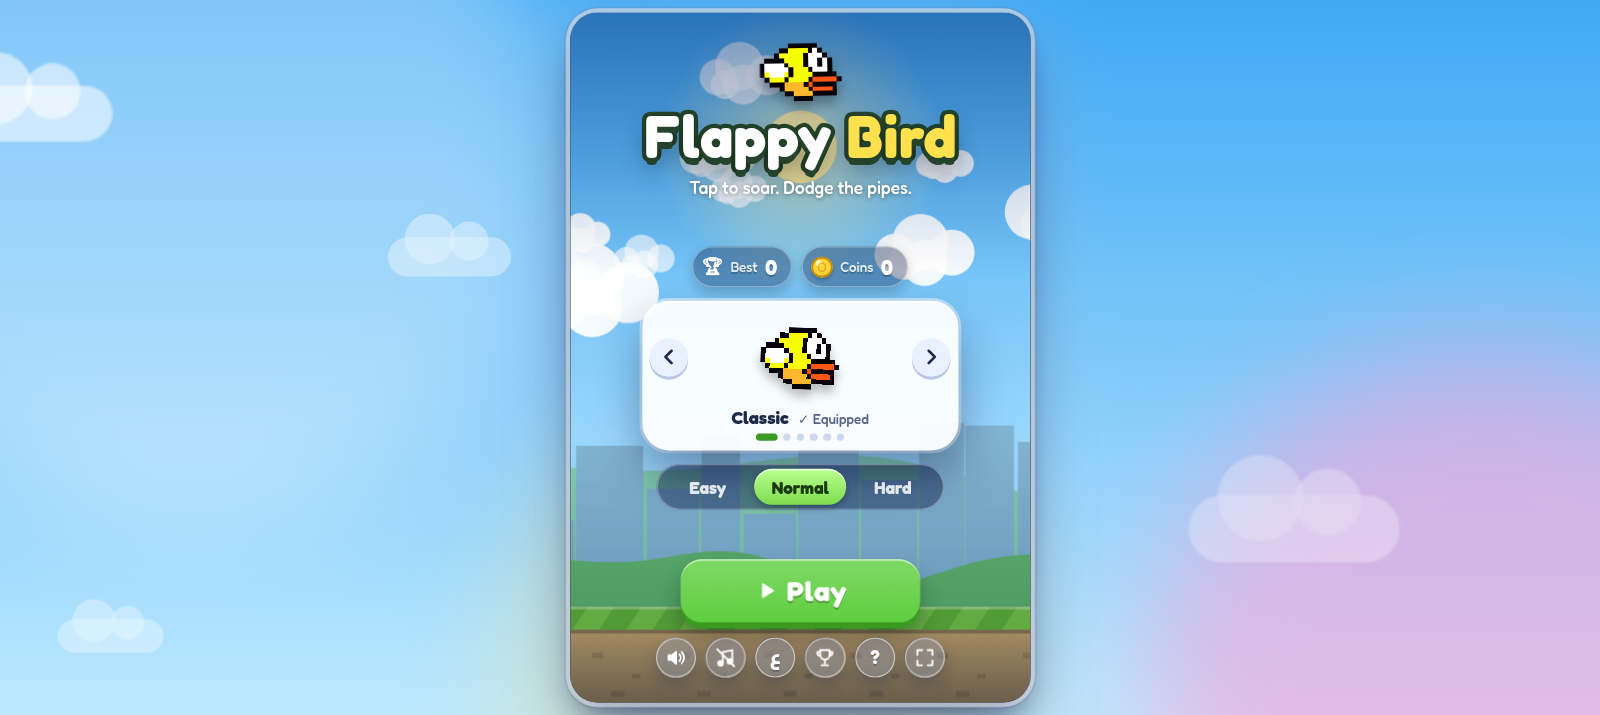 Flappy Bird
Tap to soar. Dodge the pipes.
Best 0
Coins 0
Classic ✓ Equipped
Easy
Normal
Hard
Play
ع
?